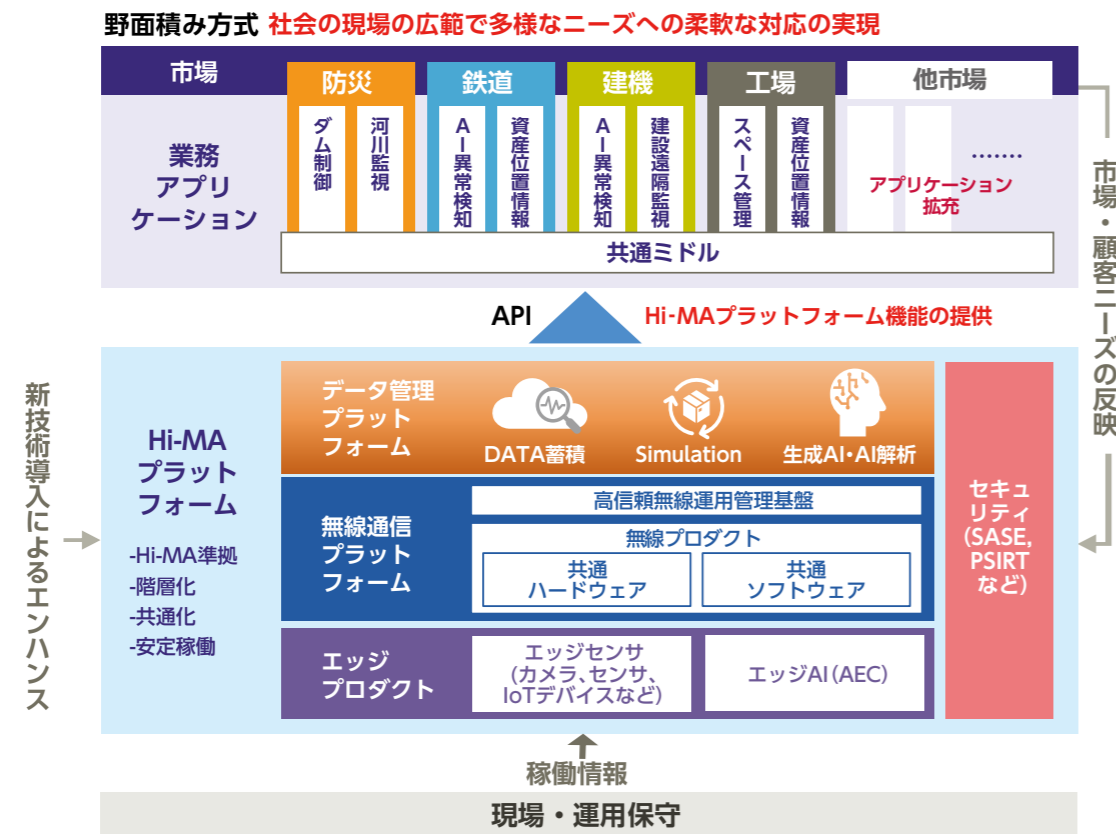 野面積み方式 社会の現場の広範で多様なニーズへの柔軟な対応の実現
市場
防災
鉄道
建機
工場
他市場
業務
アプリ
ケーション
ダム制御
河川監視
AI異常検知
資産位置情報
AI異常検知
建設遠隔監視
スペース管理
資産位置情報
.......
アプリケーション
拡充
共通ミドル
API
Hi-MAプラットフォーム機能の提供
市場・顧客ニーズの反映
新技術導入によるエンハンス
Hi-MA
プラット
フォーム
-Hi-MA準拠
-階層化
-共通化
-安定稼働
データ管理
プラット
フォーム
DATA蓄積
Simulation
生成AI・AI解析
無線通信
プラット
フォーム
高信頼無線運用管理基盤
無線プロダクト
共通
ハードウェア
共通
ソフトウェア
エッジ
プロダクト
エッジセンサ
(カメラ、センサ、
IoTデバイスなど)
エッジAI(AEC)
セキュ
リティ
(SASE,
PSIRT
など)
稼働情報
現場・運用保守